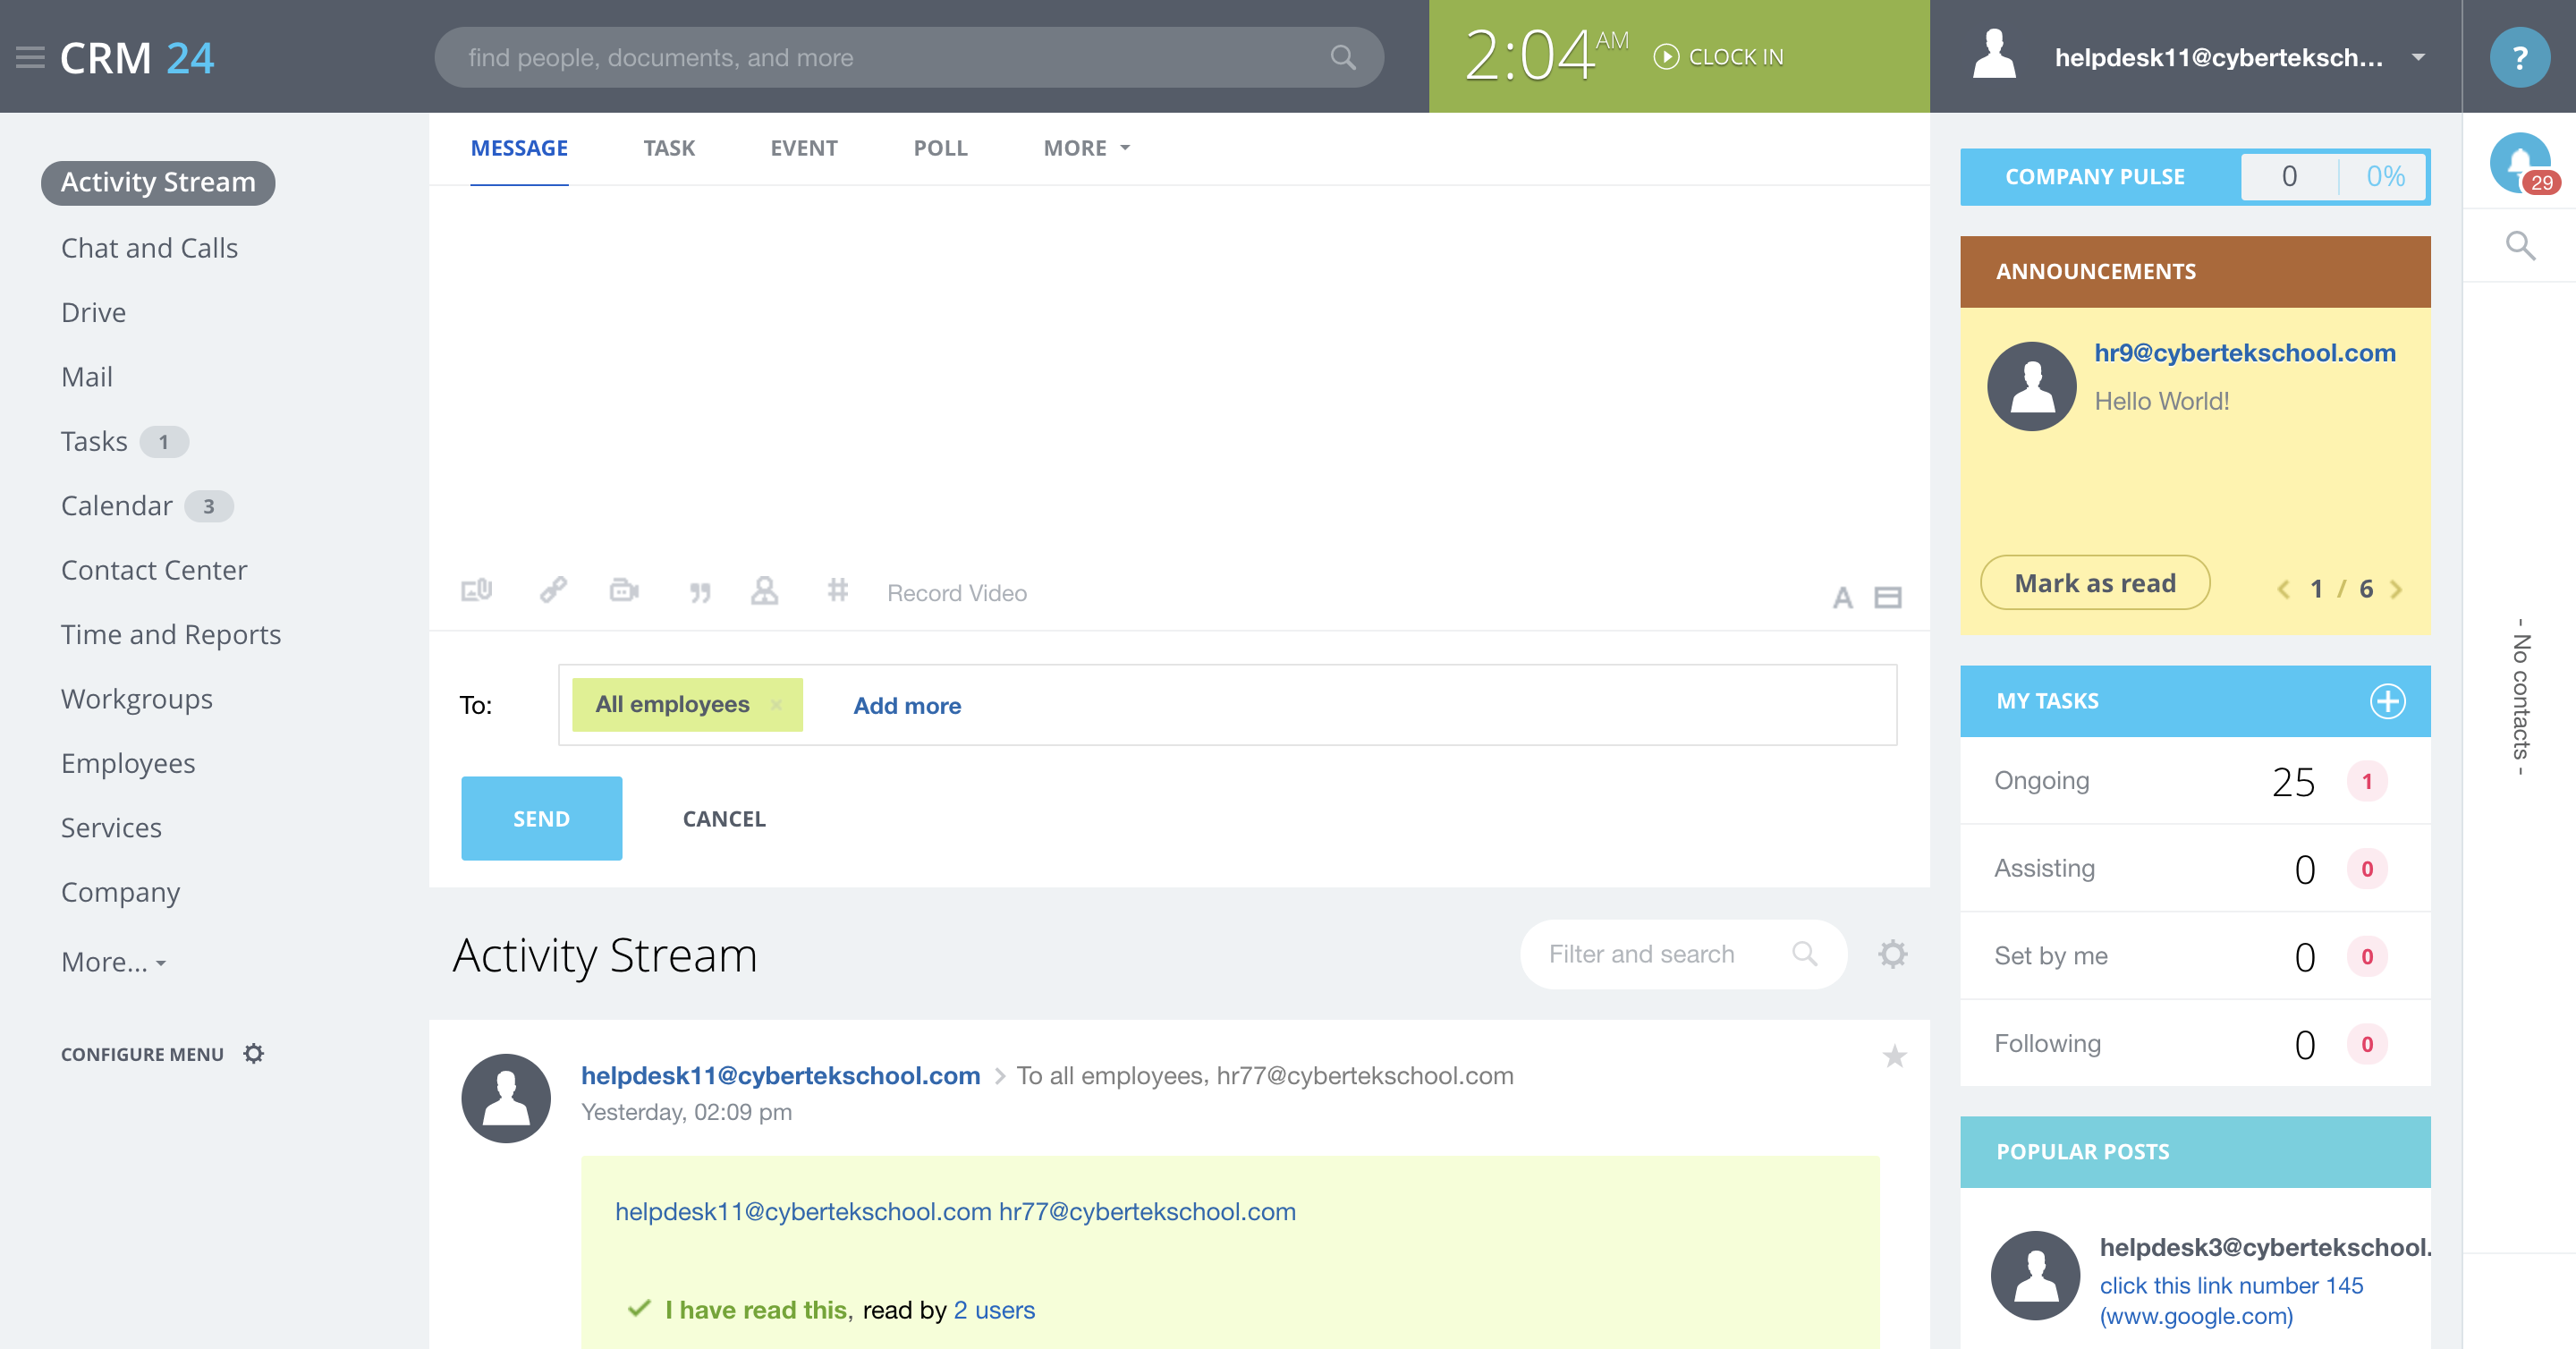 CRM 24
find people, documents, and more
2:04 AM CLOCK IN
helpdesk11@cyberteksch...
?
Activity Stream
Chat and Calls
Drive
Mail
Tasks 1
Calendar 3
Contact Center
Time and Reports
Workgroups
Employees
Services
Company
More...
CONFIGURE MENU
MESSAGE TASK EVENT POLL MORE
Record Video
A
To: All employees × Add more
SEND CANCEL
Activity Stream
Filter and search
helpdesk11@cybertekschool.com > To all employees, hr77@cybertekschool.com
Yesterday, 02:09 pm
helpdesk11@cybertekschool.com hr77@cybertekschool.com
I have read this, read by 2 users
COMPANY PULSE 0 0%
ANNOUNCEMENTS
hr9@cybertekschool.com
Hello World!
Mark as read < 1 / 6 >
MY TASKS
Ongoing 25 1
Assisting 0 0
Set by me 0 0
Following 0 0
POPULAR POSTS
helpdesk3@cybertekschool.
click this link number 145
(www.google.com)
29
- No contacts -